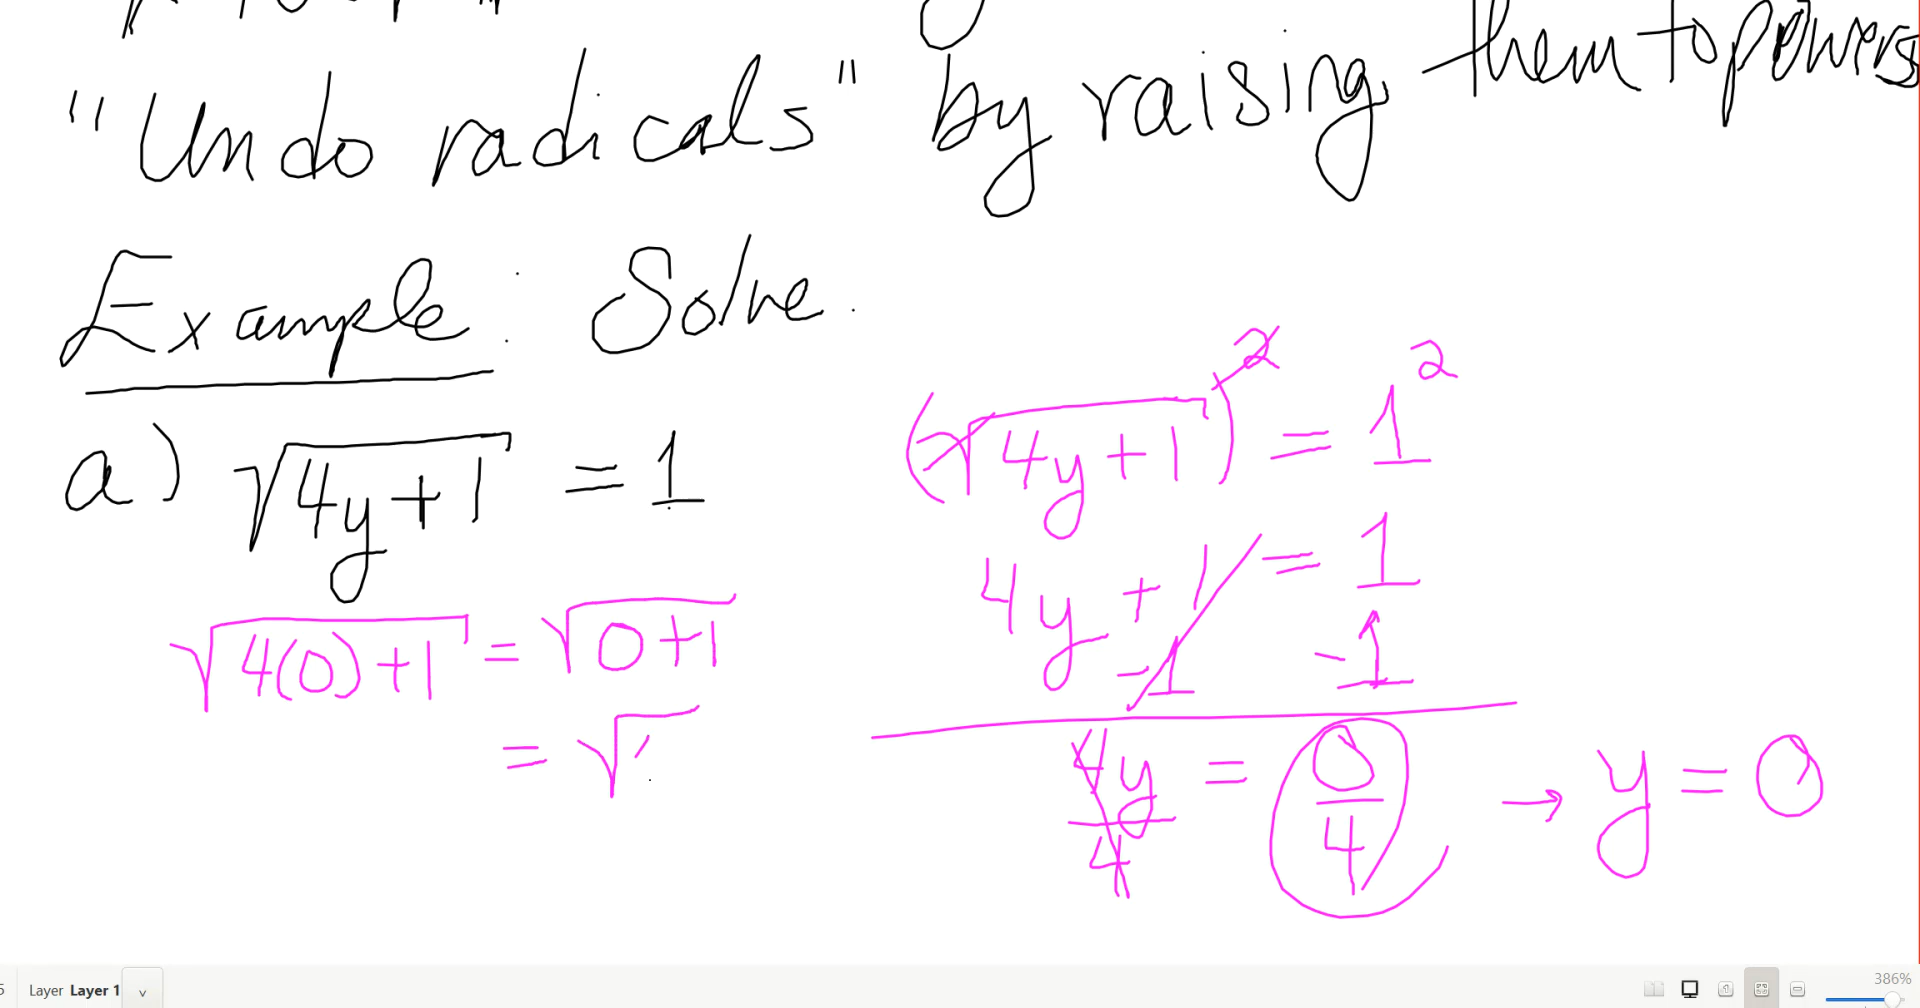 "Undo radicals" by raising them to powers
Example: Solve.
a) √(4y+1) = 1
(√(4y+1))² = 1²
4y + 1 = 1
-1 -1
4y/4 = 0/4 → y = 0
√(4(0)+1) = √(0+1)
= √
Layer Layer 1
386%